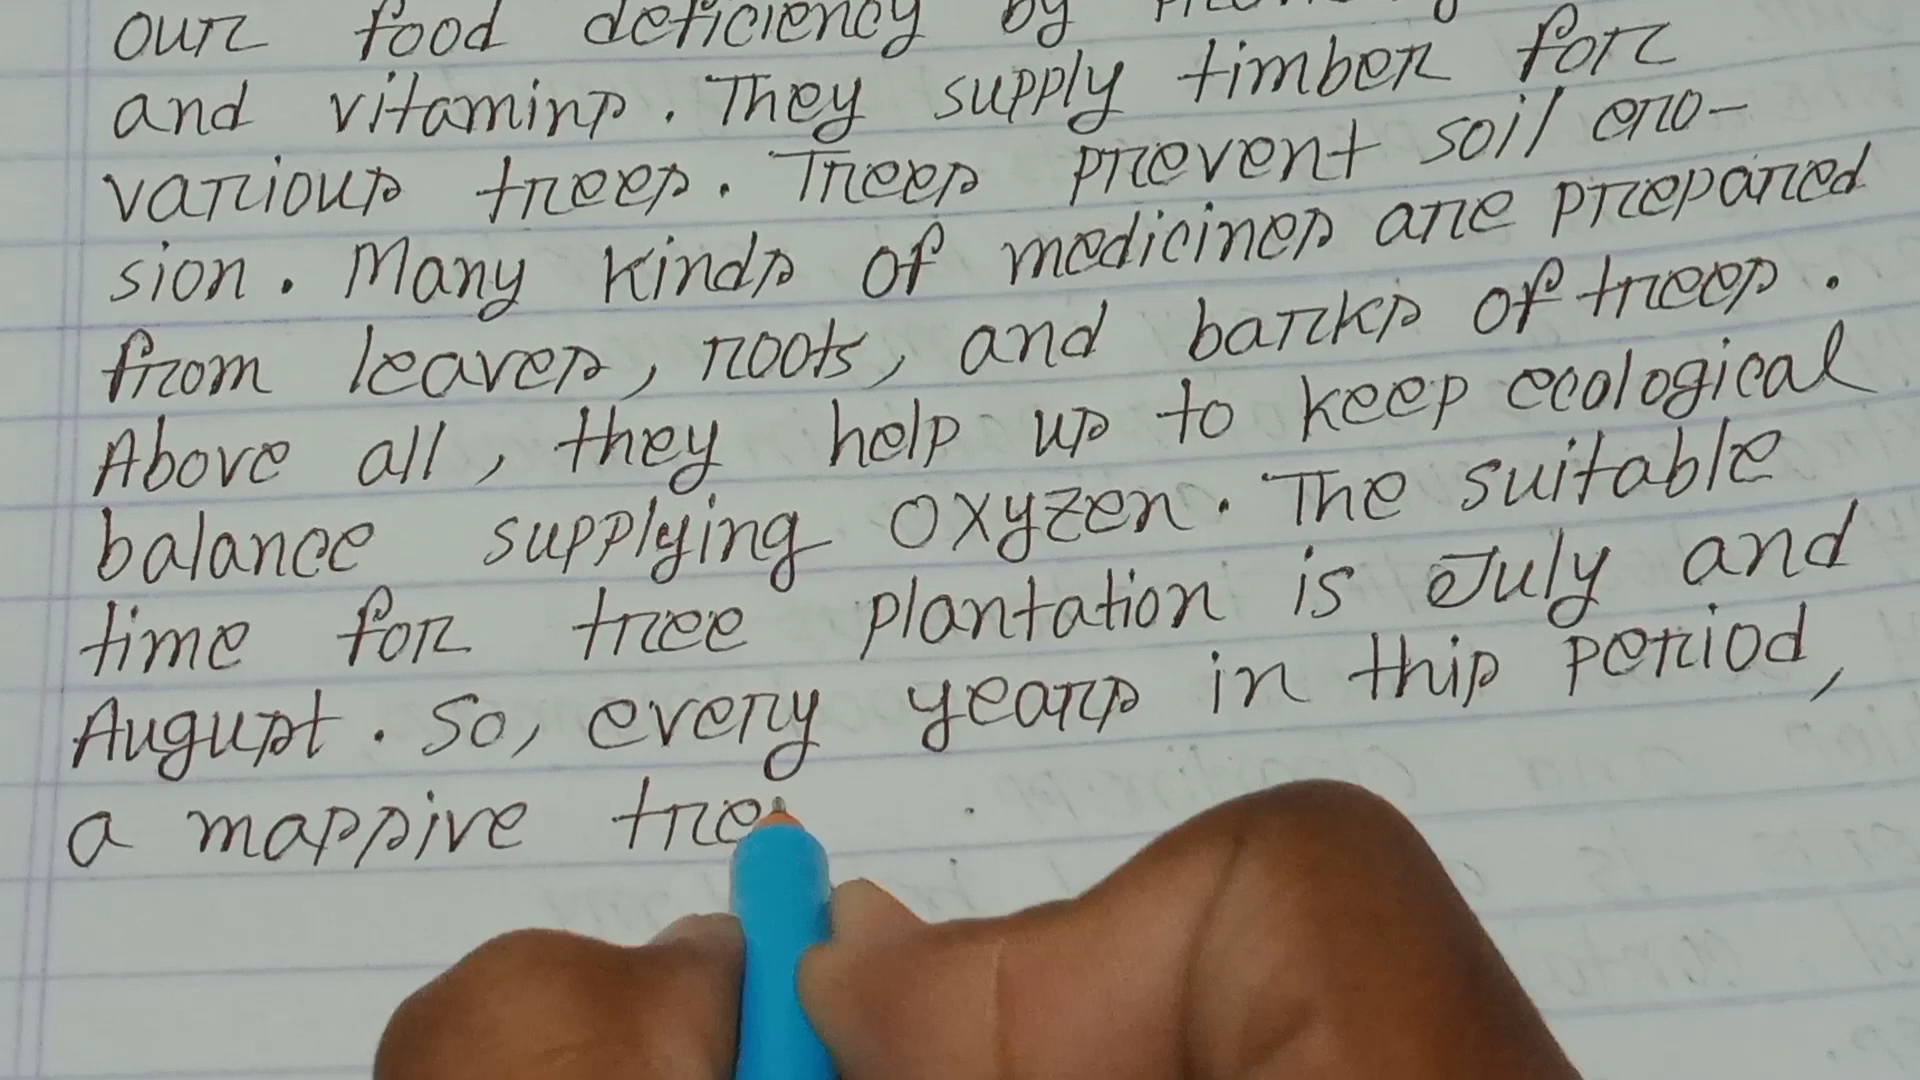 our food deficiency by
and vitamins. They supply timber for
various trees. Trees prevent soil ero-
sion. Many kinds of medicines are prepared
from leaves, roots, and barks of trees.
Above all, they help us to keep ecological
balance supplying oxyzen. The suitable
time for tree plantation is July and
August. So, every years in this period,
a massive tre